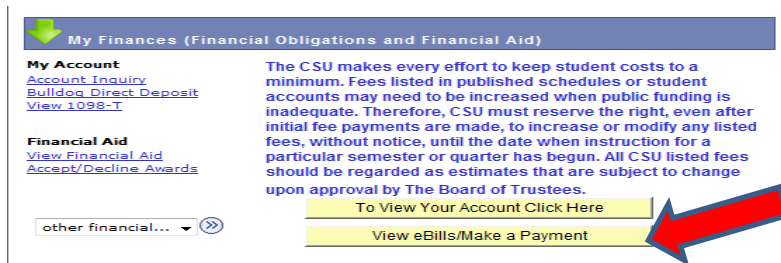 My Finances (Financial Obligations and Financial Aid)
My Account
Account Inquiry
Bulldog Direct Deposit
View 1098-T
Financial Aid
View Financial Aid
Accept/Decline Awards
other financial...
The CSU makes every effort to keep student costs to a
minimum. Fees listed in published schedules or student
accounts may need to be increased when public funding is
inadequate. Therefore, CSU must reserve the right, even after
initial fee payments are made, to increase or modify any listed
fees, without notice, until the date when instruction for a
particular semester or quarter has begun. All CSU listed fees
should be regarded as estimates that are subject to change
upon approval by The Board of Trustees.
To View Your Account Click Here
View eBills/Make a Payment